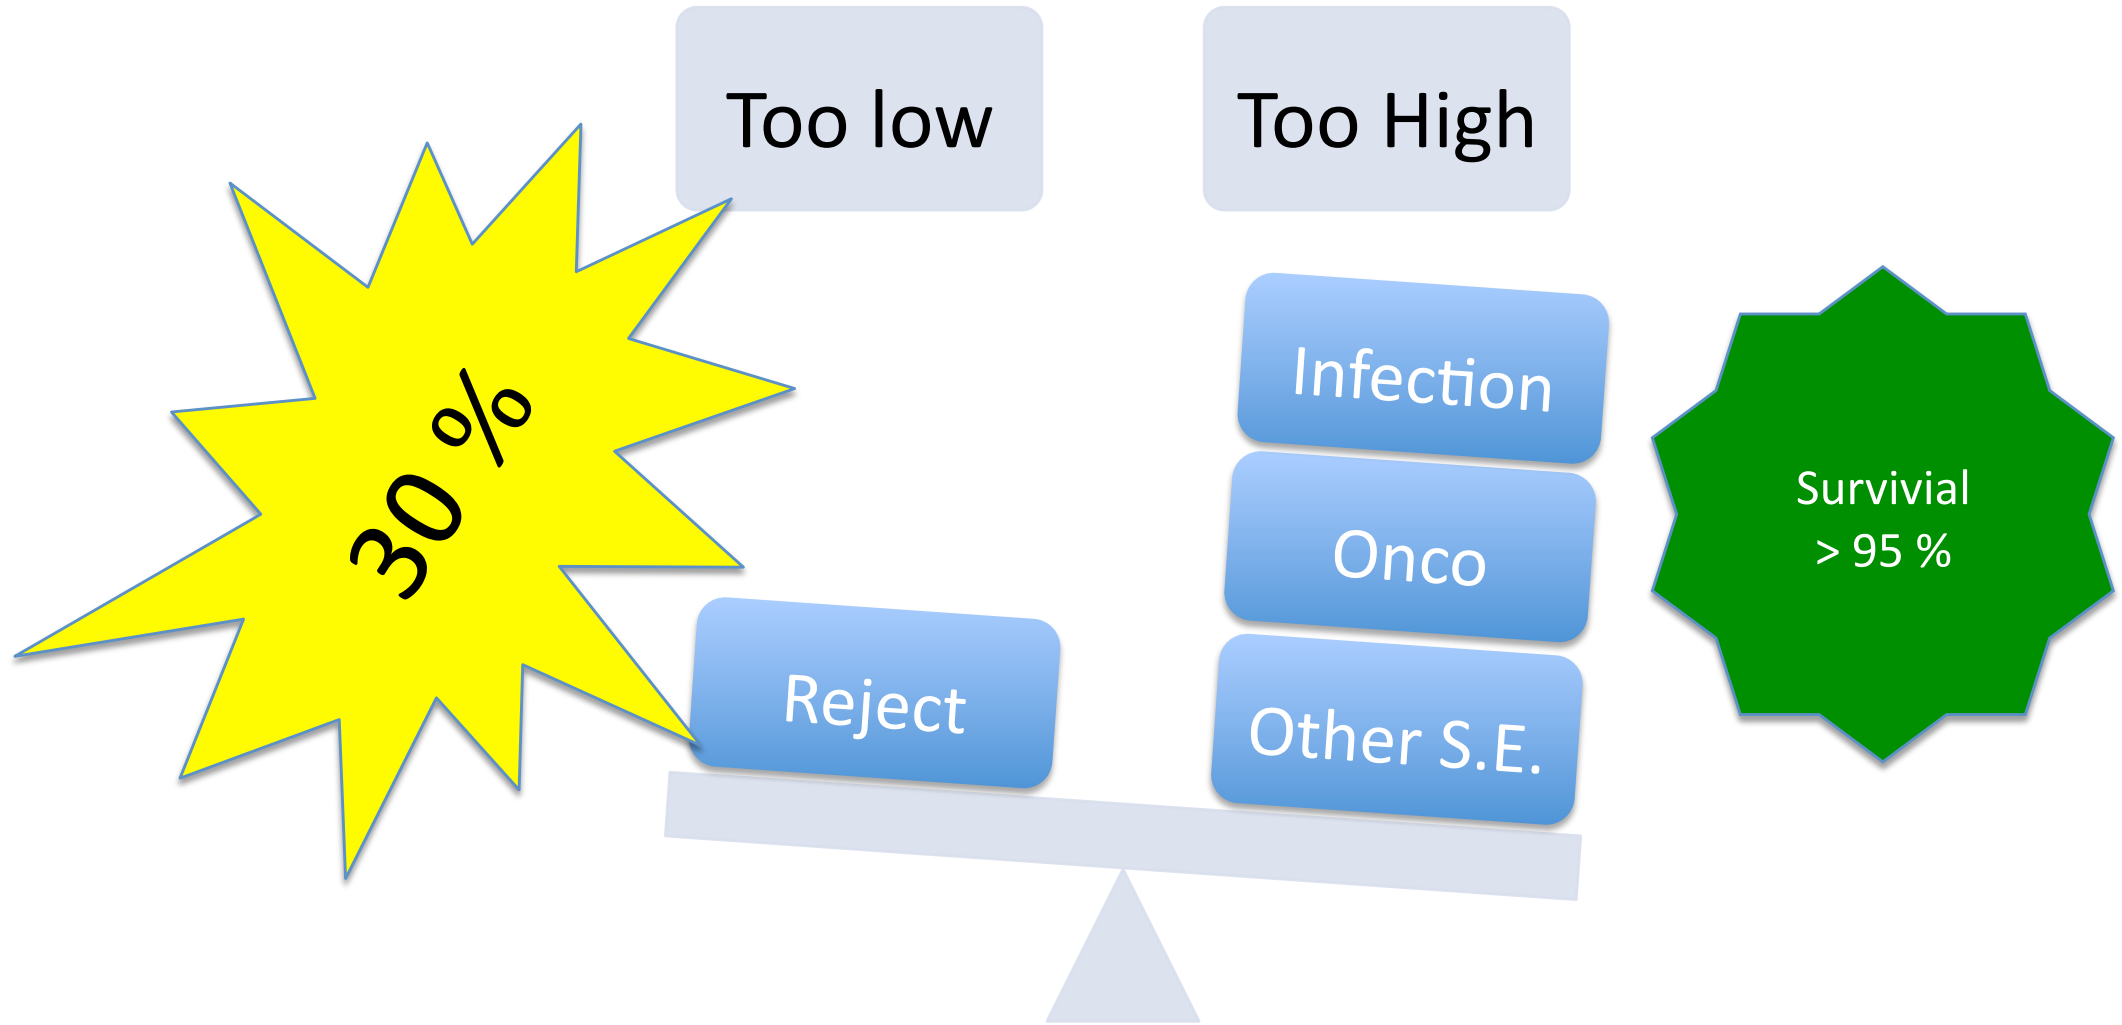 Too low
Too High
30 %
Infection
Onco
Reject
Other S.E.
Survivial
> 95 %